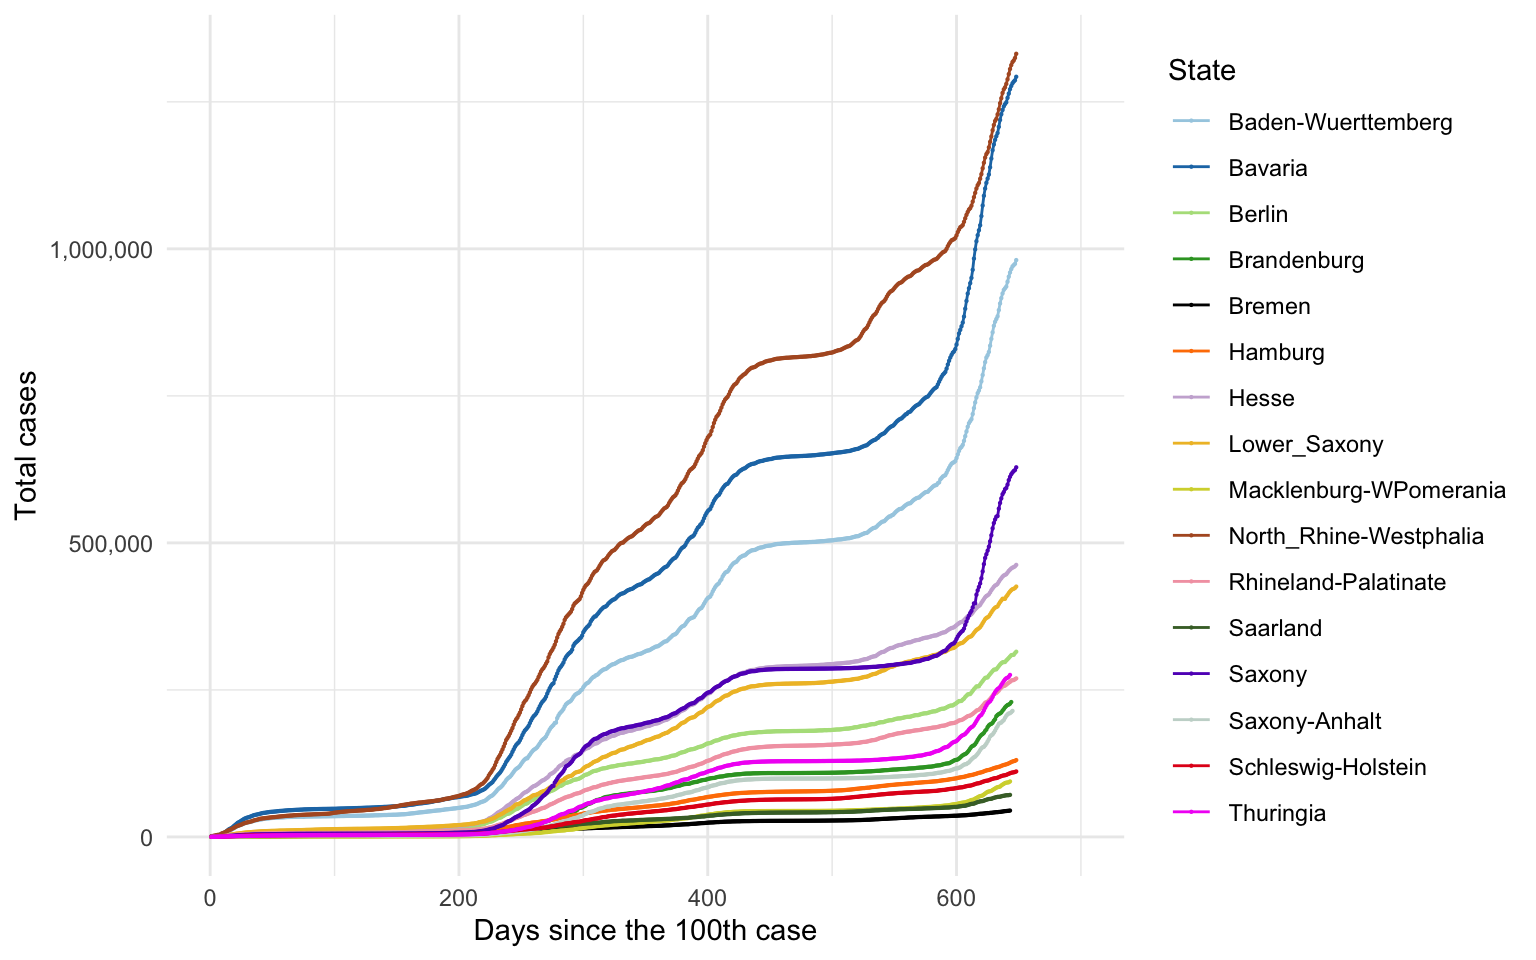 State
Baden-Wuerttemberg
Bavaria
Berlin
Brandenburg
Bremen
Hamburg
Hesse
Lower_Saxony
Macklenburg-WPomerania
North_Rhine-Westphalia
Rhineland-Palatinate
Saarland
Saxony
Saxony-Anhalt
Schleswig-Holstein
Thuringia
Total cases
1,000,000
500,000
0
0 200 400 600
Days since the 100th case